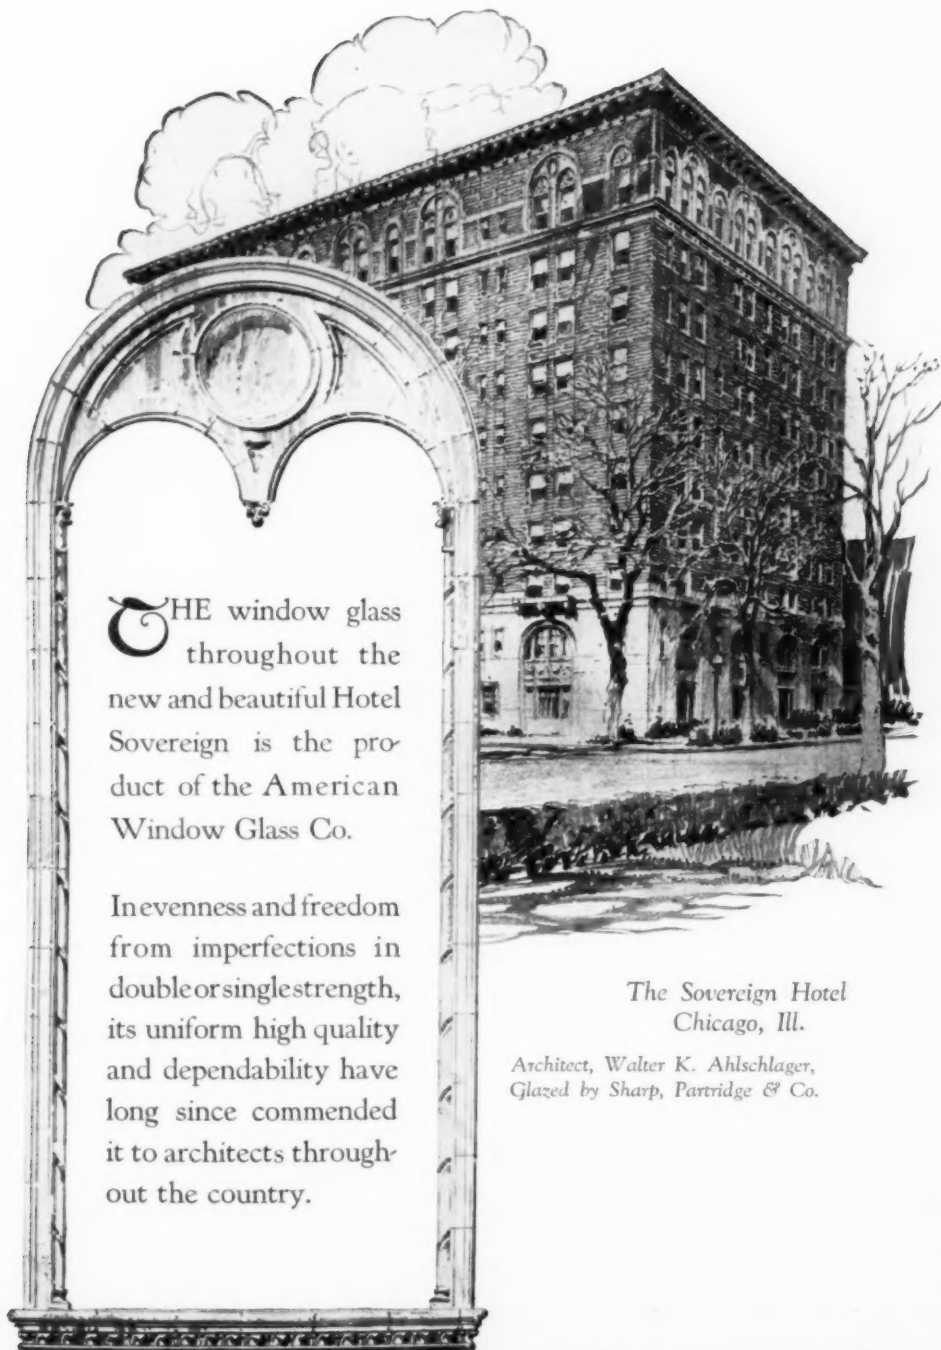 THE window glass
throughout the
new and beautiful Hotel
Sovereign is the pro-
duct of the American
Window Glass Co.
In evenness and freedom
from imperfections in
double or single strength,
its uniform high quality
and dependability have
long since commended
it to architects through-
out the country.
The Sovereign Hotel
Chicago, Ill.
Architect, Walter K. Ahlschlager,
Glazed by Sharp, Partridge & Co.